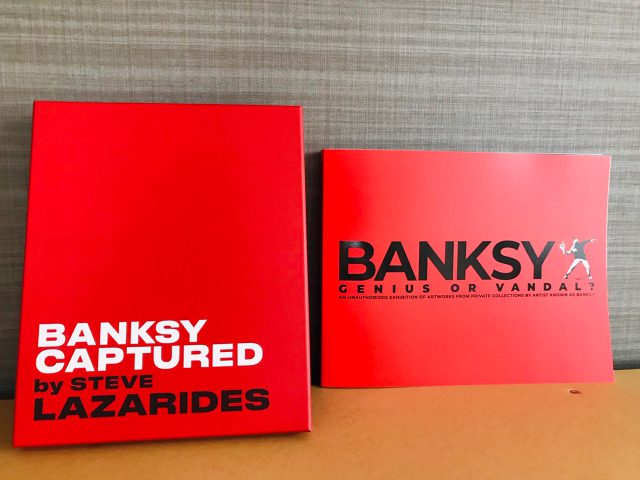 BANKSY
CAPTURED
by STEVE
LAZARIDES
BANKSY
GENIUS OR VANDAL?
AN UNAUTHORIZED EXHIBITION OF ARTWORKS FROM PRIVATE COLLECTIONS BY ARTIST KNOWN AS BANKSY